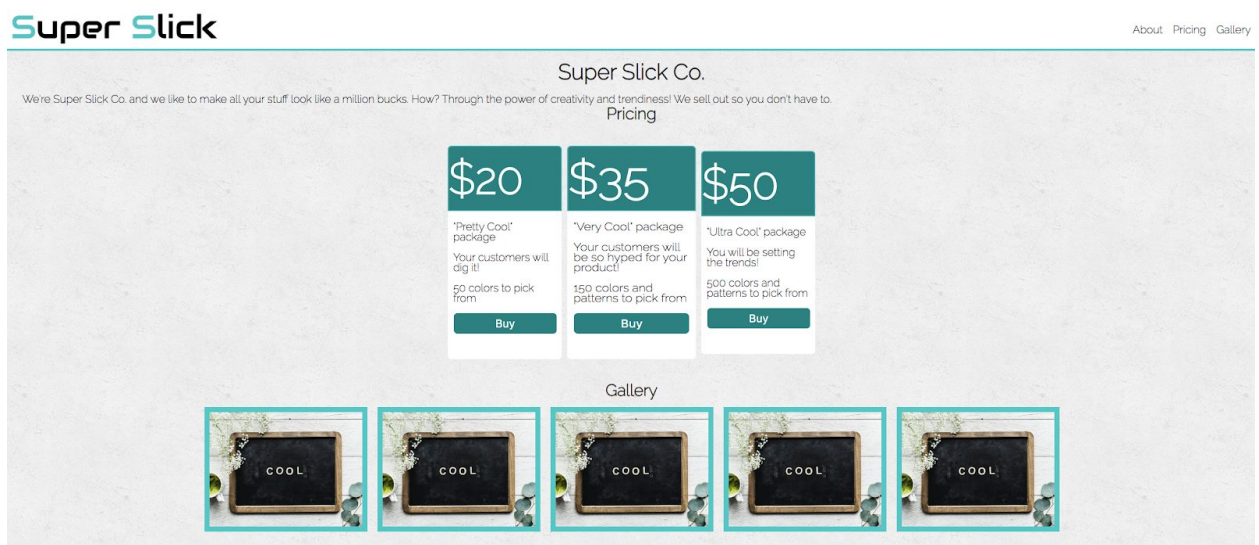 Super Slick
About Pricing Gallery
Super Slick Co.
We're Super Slick Co. and we like to make all your stuff look like a million bucks. How? Through the power of creativity and trendiness! We sell out so you don't have to.
Pricing
$20
"Pretty Cool"
package
Your customers will
dig it!
50 colors to pick
from
Buy
$35
"Very Cool" package
Your customers will
be so hyped for your
product!
150 colors and
patterns to pick from
Buy
$50
"Ultra Cool" package
You will be setting
the trends!
500 colors and
patterns to pick from
Buy
Gallery
COOL
COOL
COOL
COOL
COOL